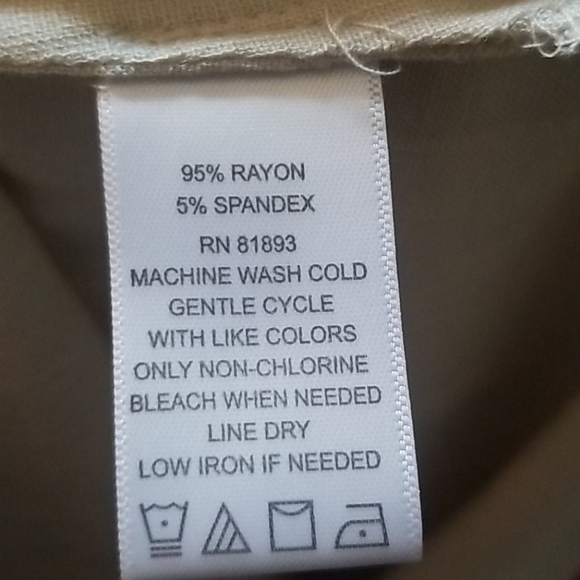 95% RAYON
5% SPANDEX
RN 81893
MACHINE WASH COLD
GENTLE CYCLE
WITH LIKE COLORS
ONLY NON-CHLORINE
BLEACH WHEN NEEDED
LINE DRY
LOW IRON IF NEEDED